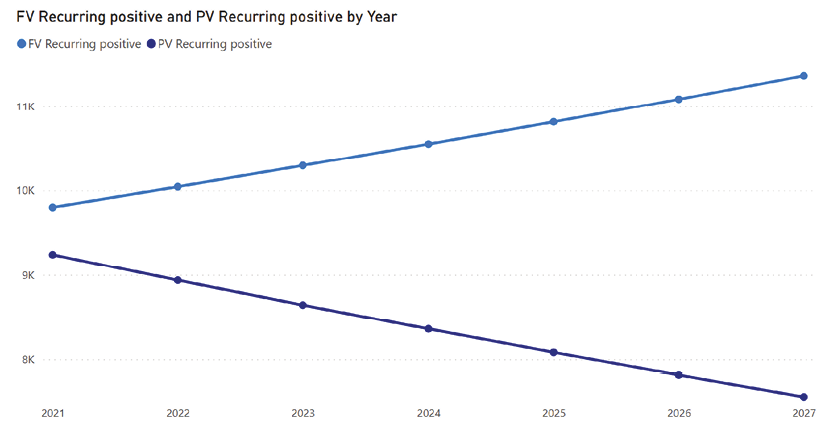 FV Recurring positive and PV Recurring positive by Year
FV Recurring positive PV Recurring positive
11K
10K
9K
8K
2021 2022 2023 2024 2025 2026 2027